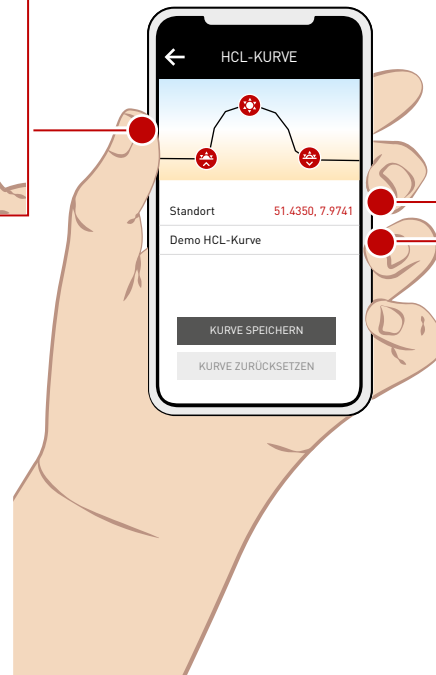 HCL-KURVE
Standort 51.4350, 7.9741
Demo HCL-Kurve
KURVE SPEICHERN
KURVE ZURÜCKSETZEN